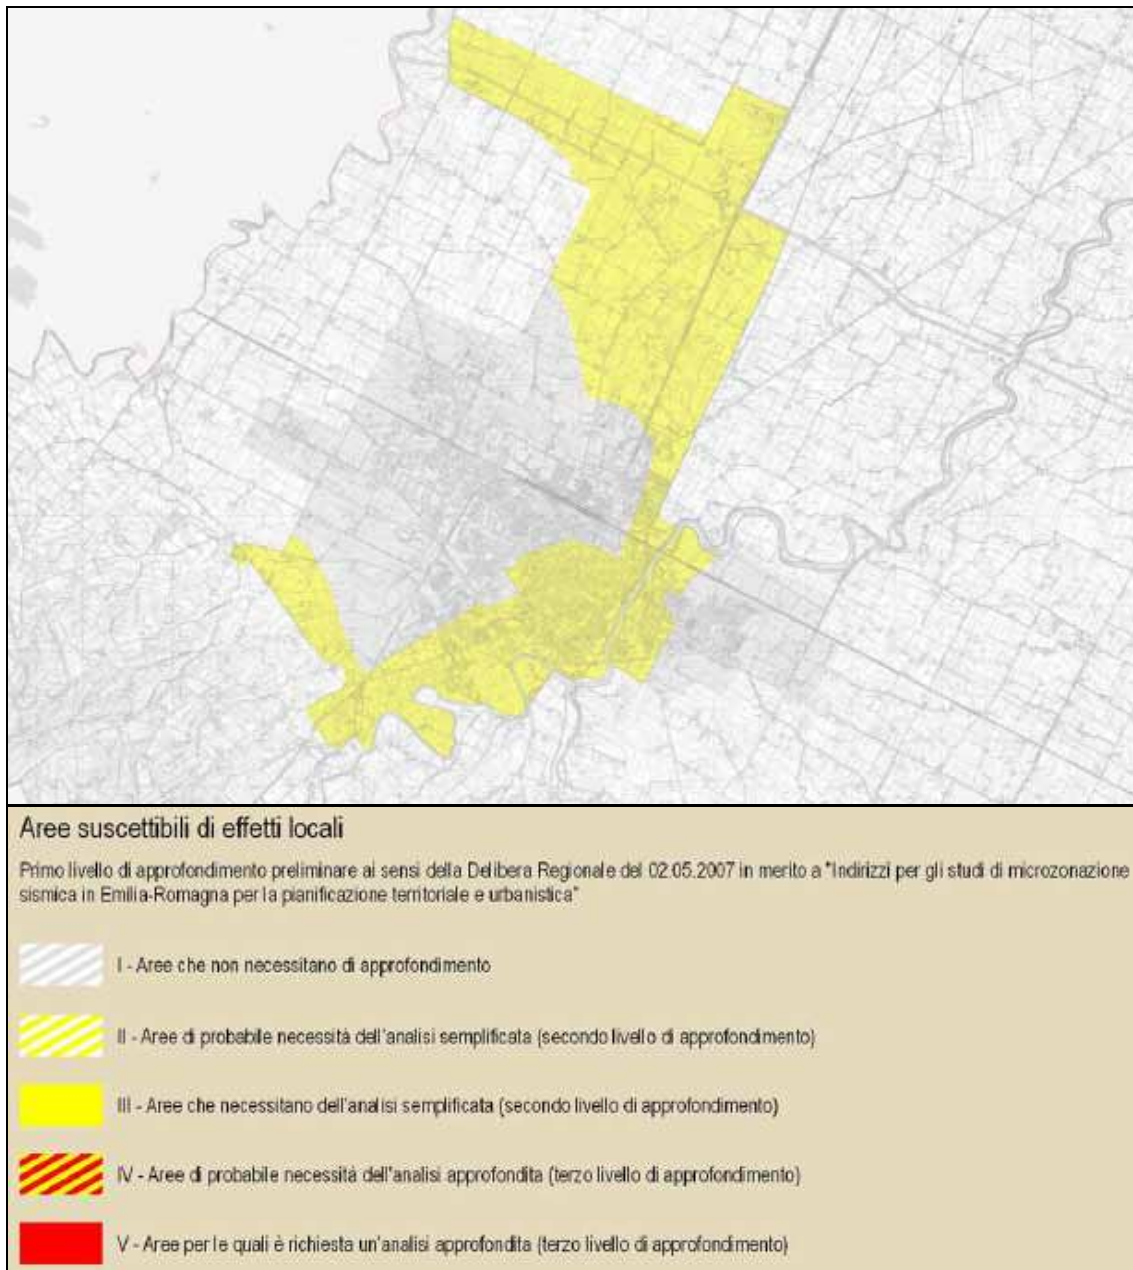 Aree suscettibili di effetti locali
Primo livello di approfondimento preliminare ai sensi della Delibera Regionale del 02.05.2007 in merito a "Indirizzi per gli studi di microzonazione
sismica in Emilia-Romagna per la pianificazione territoriale e urbanistica"
I - Aree che non necessitano di approfondimento
II - Aree di probabile necessità dell'analisi semplificata (secondo livello di approfondimento)
III - Aree che necessitano dell'analisi semplificata (secondo livello di approfondimento)
IV - Aree di probabile necessità dell'analisi approfondita (terzo livello di approfondimento)
V - Aree per le quali è richiesta un'analisi approfondita (terzo livello di approfondimento)